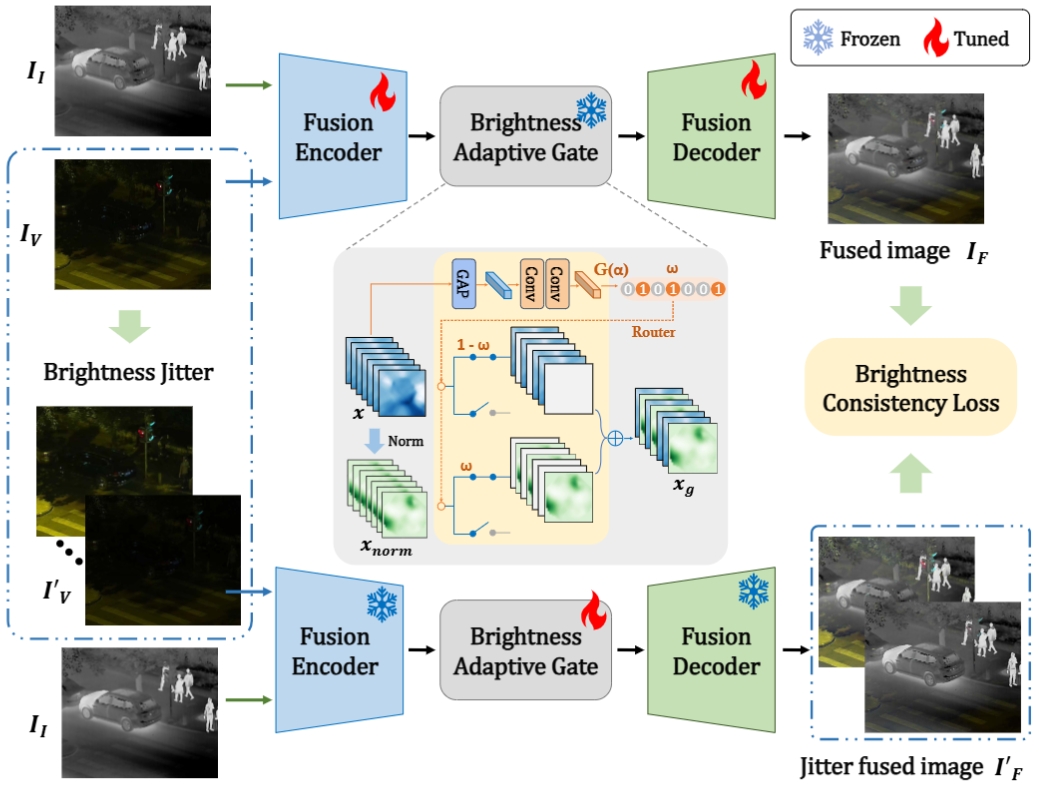 Frozen
Tuned
I_I
Fusion
Encoder
Brightness
Adaptive Gate
Fusion
Decoder
I_V
Fused image I_F
Brightness Jitter
GAP
Conv
Conv
G(α)
ω
0 1 0 1 0 0 1
Router
1 - ω
x
Norm
ω
x_norm
x_g
Brightness
Consistency Loss
I'_V
Fusion
Encoder
Brightness
Adaptive Gate
Fusion
Decoder
I_I
Jitter fused image I'_F